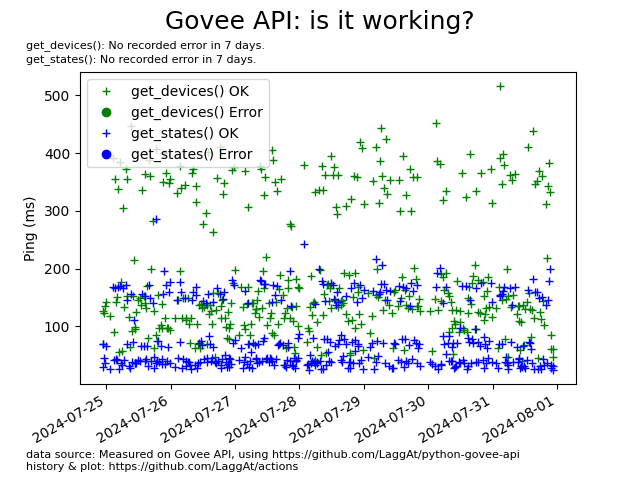 Govee API: is it working?
get_devices(): No recorded error in 7 days.
get_states(): No recorded error in 7 days.
get_devices() OK
get_devices() Error
get_states() OK
get_states() Error
Ping (ms)
500
400
300
200
100
2024-07-25
2024-07-26
2024-07-27
2024-07-28
2024-07-29
2024-07-30
2024-07-31
2024-08-01
data source: Measured on Govee API, using https://github.com/LaggAt/python-govee-api
history & plot: https://github.com/LaggAt/actions